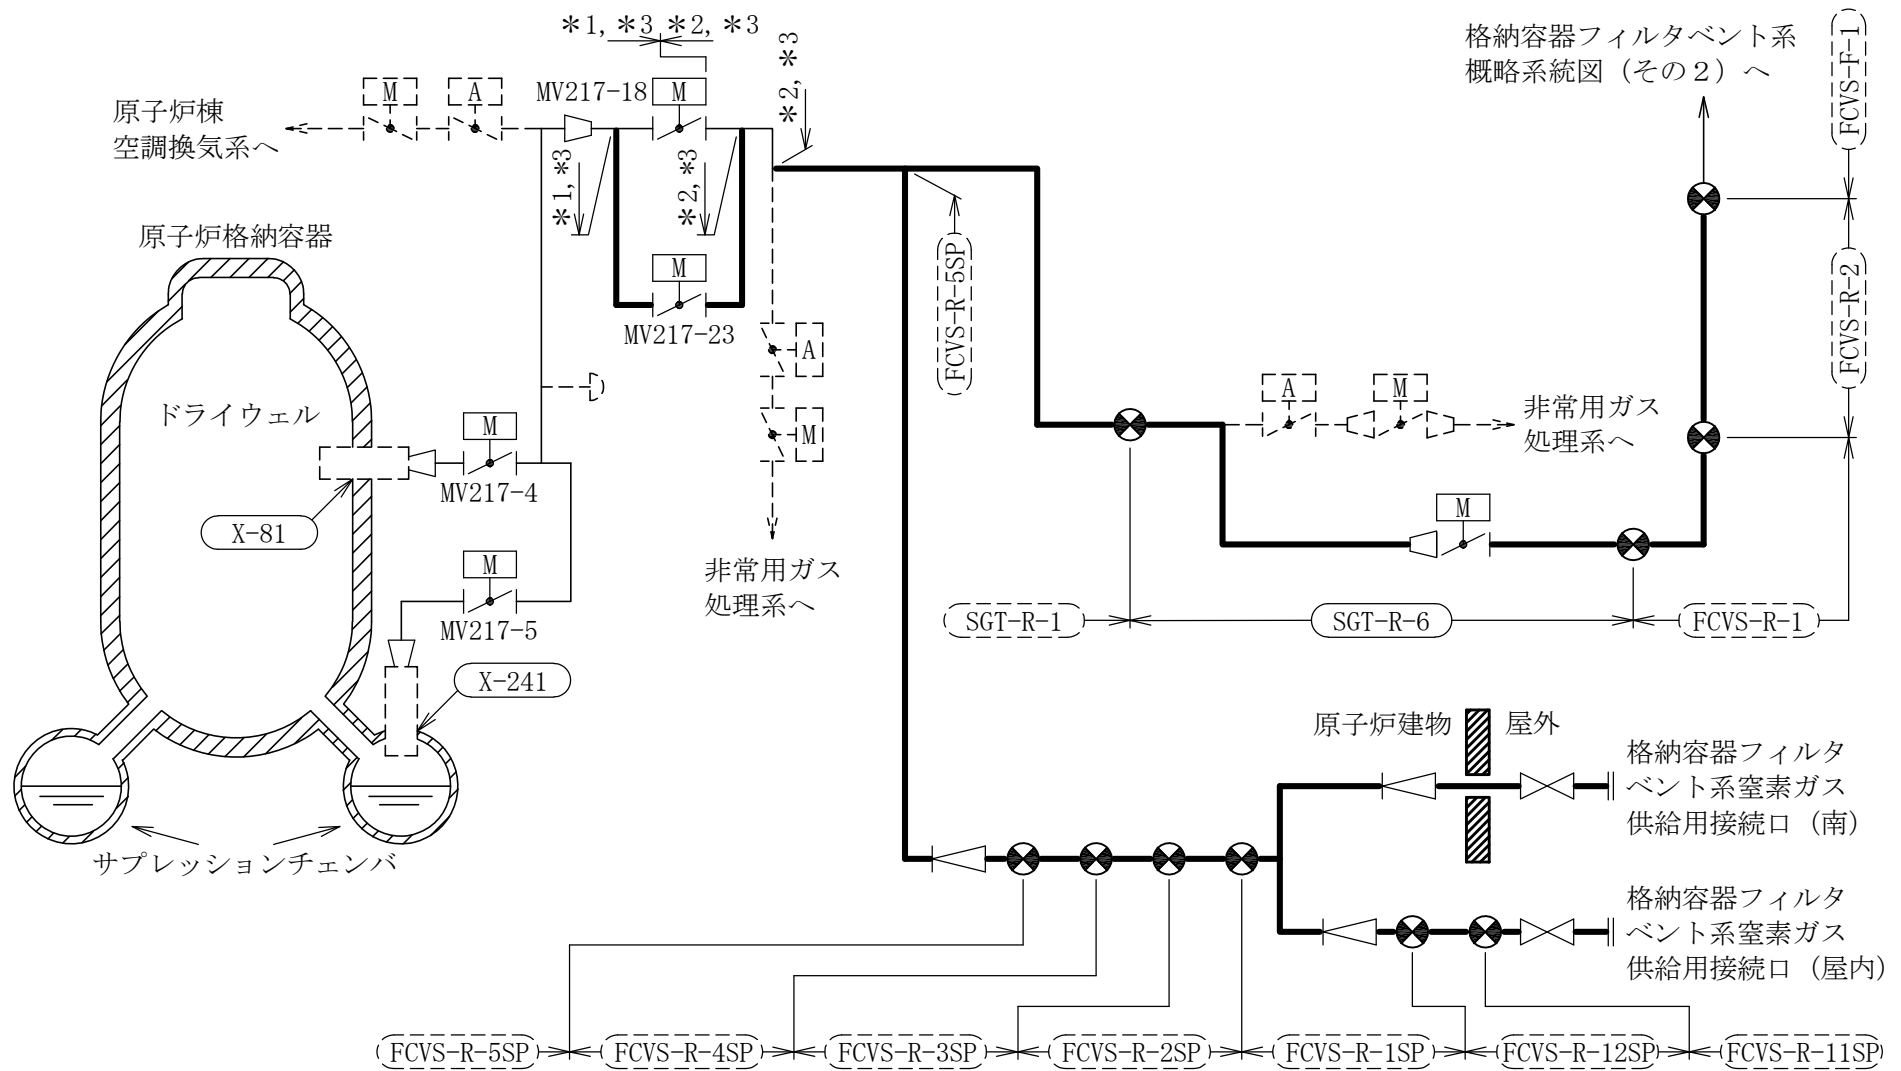 *1, *3 *2, *3
*2, *3
格納容器フィルタベント系
概略系統図（その２）へ
FCVS-F-1
原子炉棟
空調換気系へ
M
A
MV217-18
M
*1, *3
*2, *3
原子炉格納容器
M
MV217-23
FCVS-R-5SP
FCVS-R-2
A
M
ドライウェル
M
MV217-4
X-81
A
M
非常用ガス
処理系へ
M
M
MV217-5
非常用ガス
処理系へ
SGT-R-1
SGT-R-6
FCVS-R-1
X-241
原子炉建物
屋外
格納容器フィルタ
ベント系窒素ガス
供給用接続口（南）
サプレッションチェンバ
格納容器フィルタ
ベント系窒素ガス
供給用接続口（屋内）
FCVS-R-5SP
FCVS-R-4SP
FCVS-R-3SP
FCVS-R-2SP
FCVS-R-1SP
FCVS-R-12SP
FCVS-R-11SP